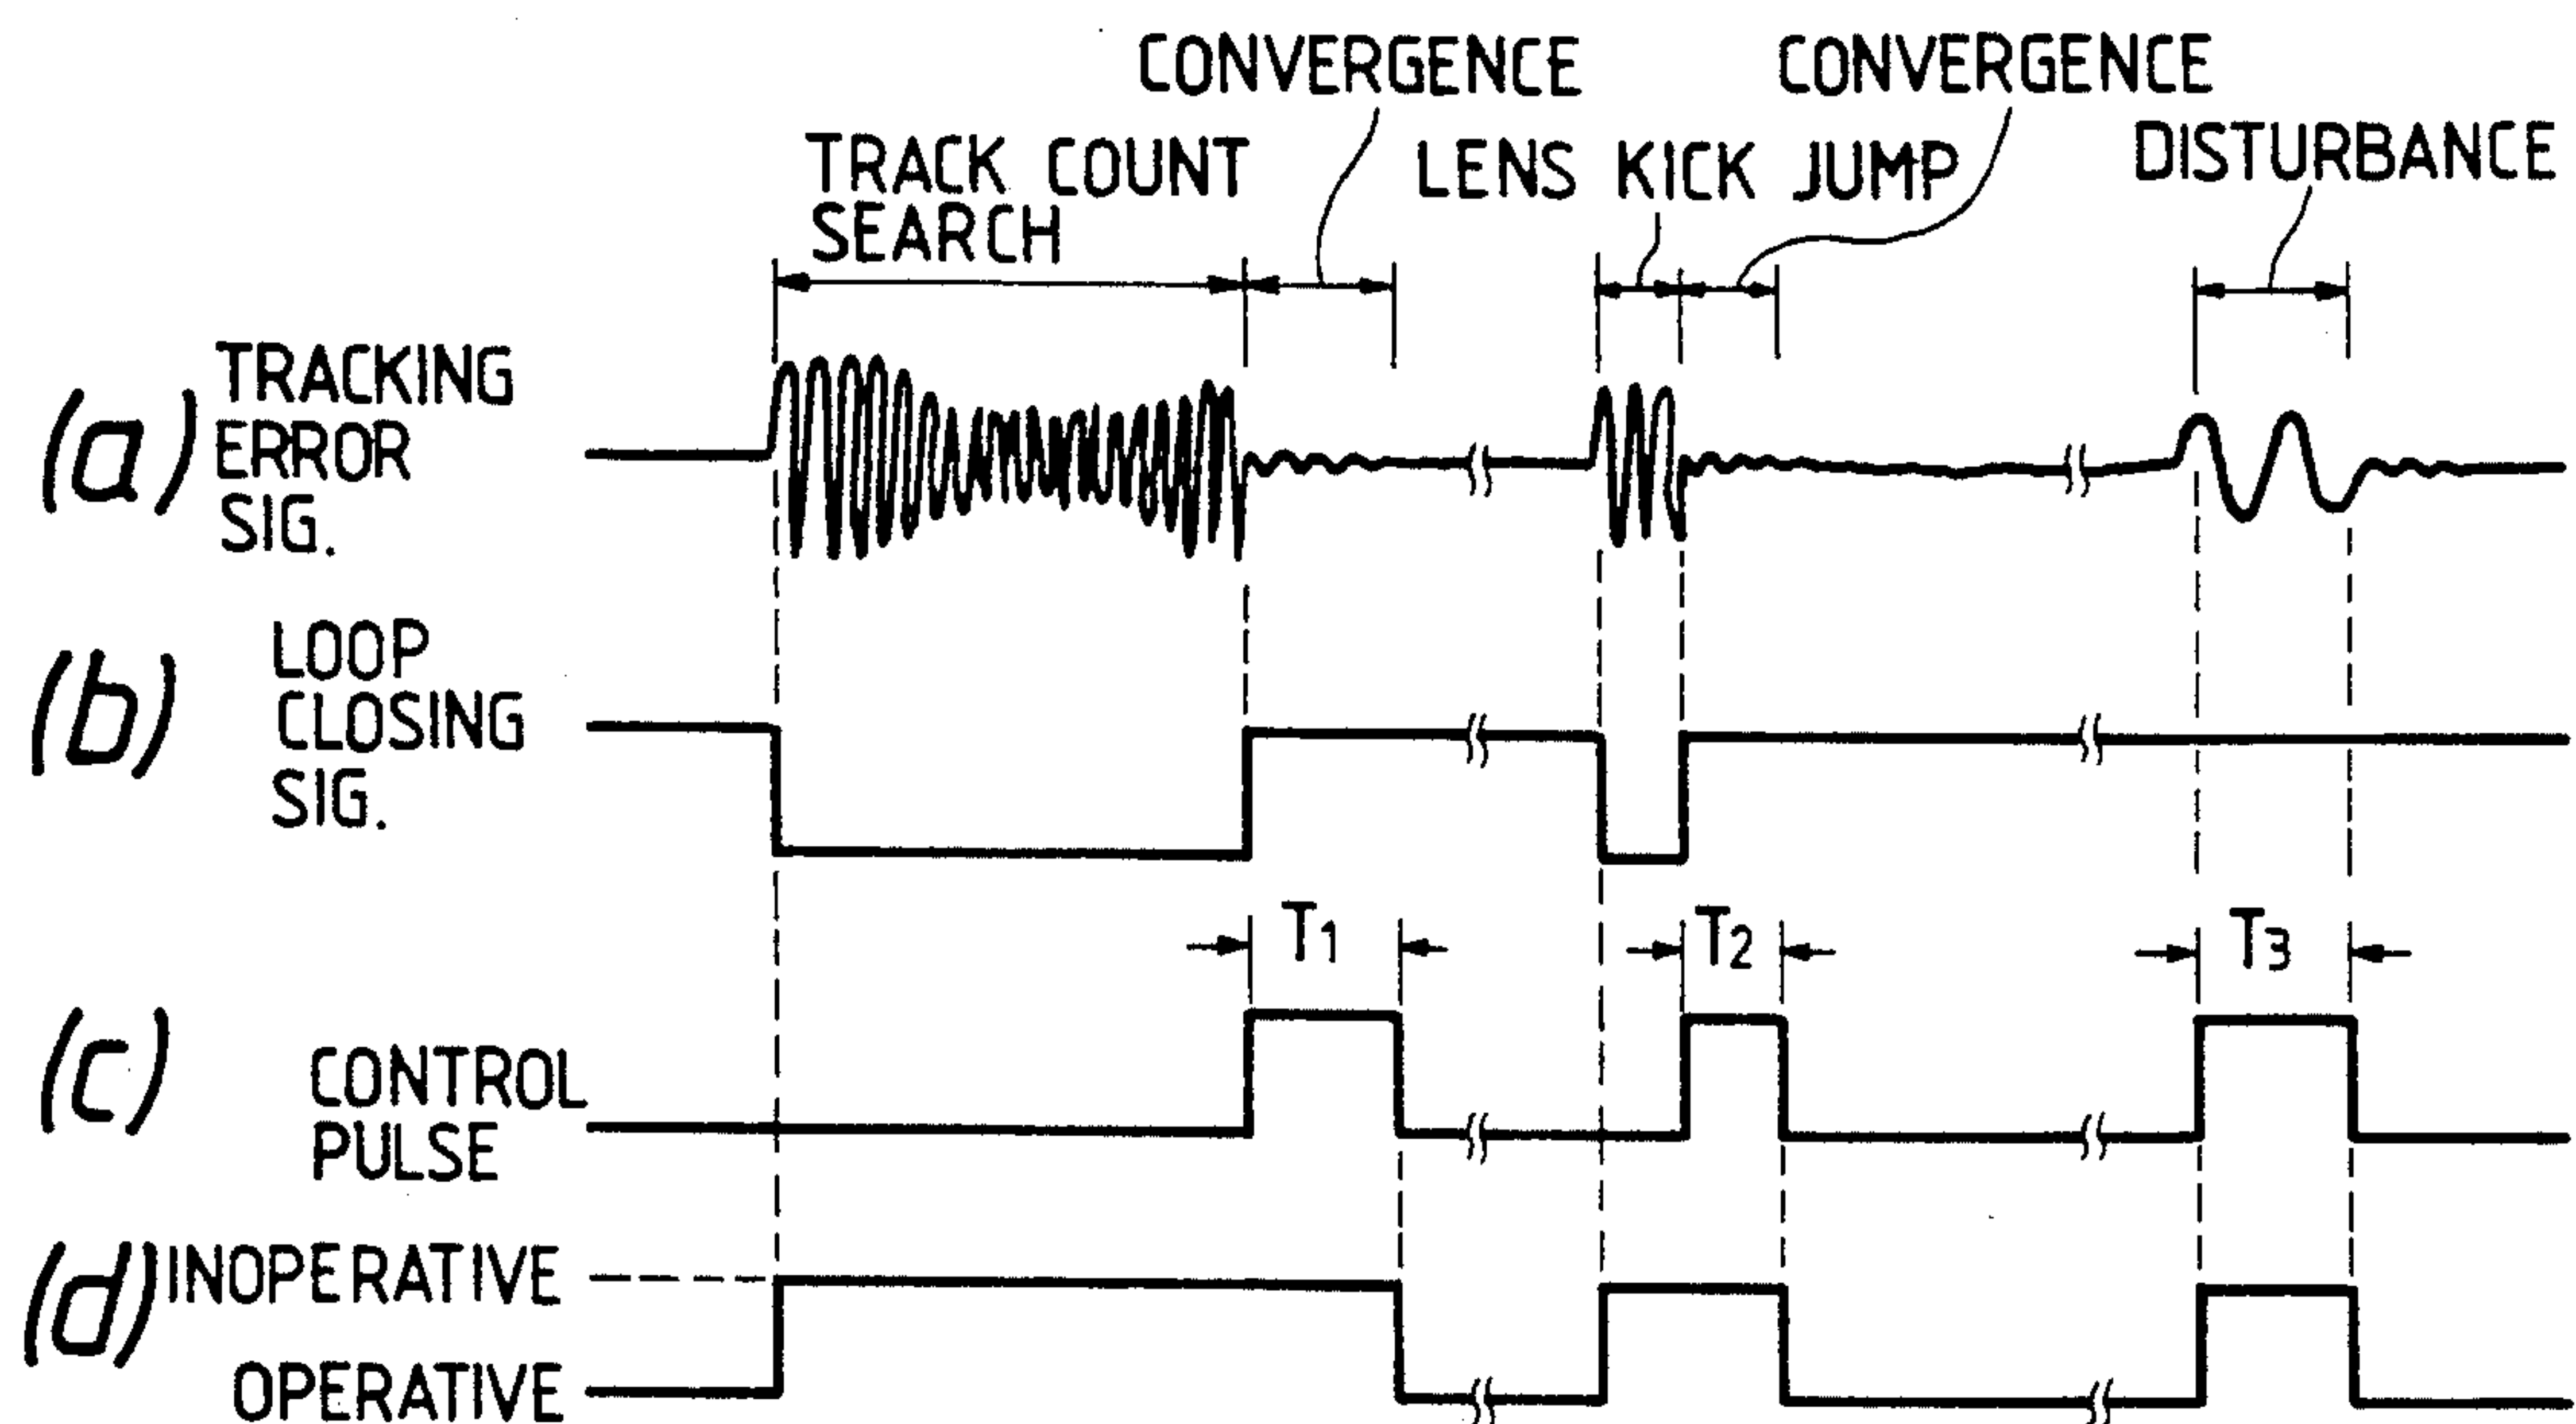 CONVERGENCE
CONVERGENCE
TRACK COUNT
SEARCH
LENS KICK JUMP
DISTURBANCE
(a) TRACKING
ERROR
SIG.
(b) LOOP
CLOSING
SIG.
T1
T2
T3
(c) CONTROL
PULSE
(d) INOPERATIVE
OPERATIVE